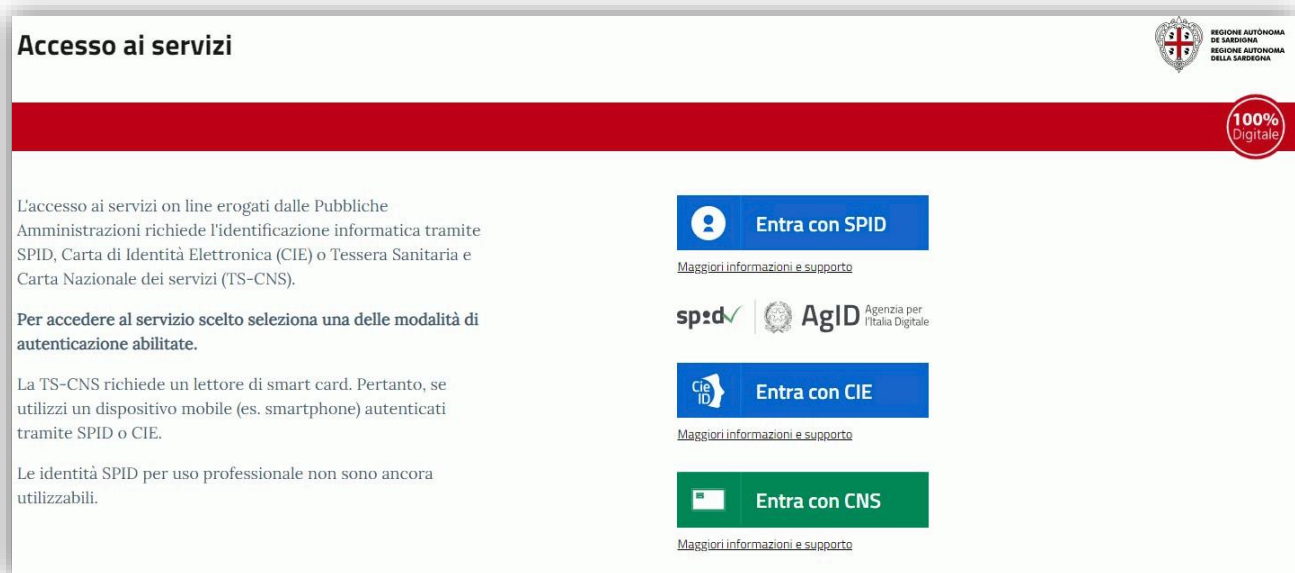 Accesso ai servizi
REGIONE AUTÒNOMA
DE SARDIGNA
REGIONE AUTONOMA
DELLA SARDEGNA
100%
Digitale
L'accesso ai servizi on line erogati dalle Pubbliche
Amministrazioni richiede l'identificazione informatica tramite
SPID, Carta di Identità Elettronica (CIE) o Tessera Sanitaria e
Carta Nazionale dei servizi (TS-CNS).
Per accedere al servizio scelto seleziona una delle modalità di
autenticazione abilitate.
La TS-CNS richiede un lettore di smart card. Pertanto, se
utilizzi un dispositivo mobile (es. smartphone) autenticati
tramite SPID o CIE.
Le identità SPID per uso professionale non sono ancora
utilizzabili.
Entra con SPID
Maggiori informazioni e supporto
spid
AgID
Agenzia per
l'Italia Digitale
Cie
ID
Entra con CIE
Maggiori informazioni e supporto
Entra con CNS
Maggiori informazioni e supporto